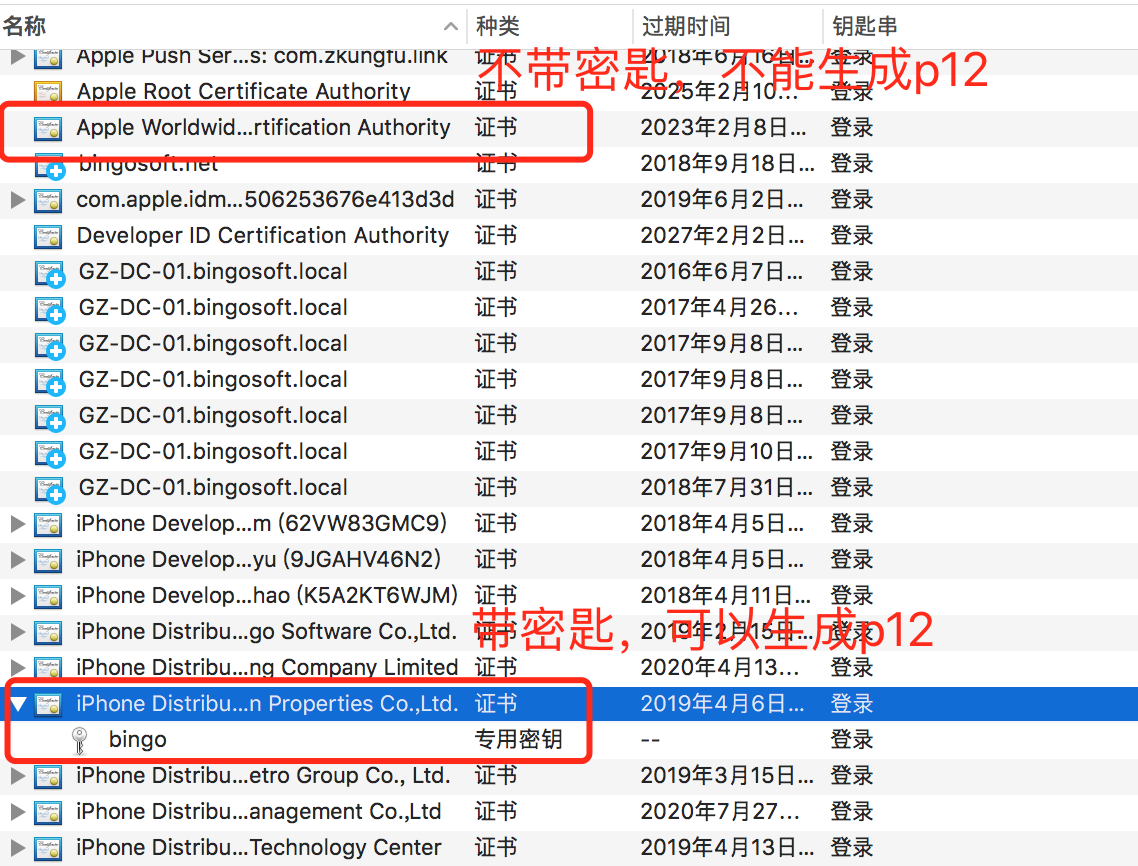 名称 种类 过期时间 钥匙串
Apple Push Ser...s: com.zkungfu.link 证书 2018年6月16日... 登录
不带密匙，不能生成p12
Apple Root Certificate Authority 证书 2025年2月10... 登录
Apple Worldwid...rtification Authority 证书 2023年2月8日... 登录
bingosoft.net 证书 2018年9月18日... 登录
com.apple.idm...506253676e413d3d 证书 2019年6月2日... 登录
Developer ID Certification Authority 证书 2027年2月2日... 登录
GZ-DC-01.bingosoft.local 证书 2016年6月7日... 登录
GZ-DC-01.bingosoft.local 证书 2017年4月26... 登录
GZ-DC-01.bingosoft.local 证书 2017年9月8日... 登录
GZ-DC-01.bingosoft.local 证书 2017年9月8日... 登录
GZ-DC-01.bingosoft.local 证书 2017年9月8日... 登录
GZ-DC-01.bingosoft.local 证书 2017年9月10日... 登录
GZ-DC-01.bingosoft.local 证书 2018年7月31日... 登录
iPhone Develop...m (62VW83GMC9) 证书 2018年4月5日... 登录
iPhone Develop...yu (9JGAHV46N2) 证书 2018年4月5日... 登录
iPhone Develop...hao (K5A2KT6WJM) 证书 2018年4月11日... 登录
带密匙，可以生成p12
iPhone Distribu...go Software Co.,Ltd. 证书 2019年2月15日... 登录
iPhone Distribu...ng Company Limited 证书 2020年4月13... 登录
iPhone Distribu...n Properties Co.,Ltd. 证书 2019年4月6日... 登录
bingo 专用密钥 -- 登录
iPhone Distribu...etro Group Co., Ltd. 证书 2019年3月15日... 登录
iPhone Distribu...anagement Co.,Ltd 证书 2020年7月27... 登录
iPhone Distribu...Technology Center 证书 2019年4月13日... 登录